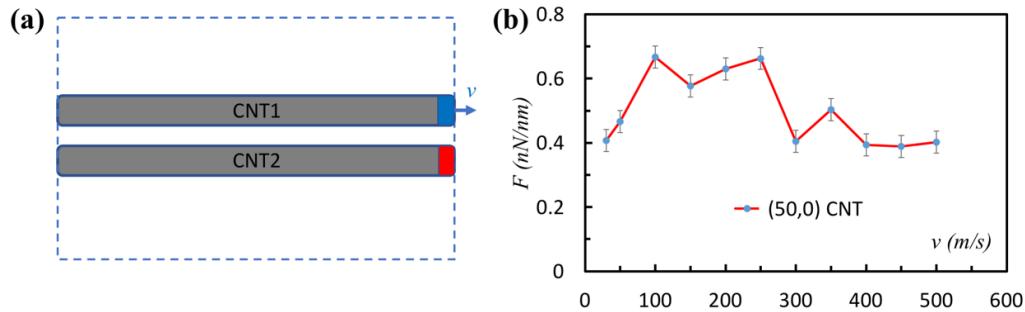 (a)
CNT1
v
CNT2
(b)
0.8
0.6
0.4
0.2
0
F (nN/nm)
(50,0) CNT
v (m/s)
0 100 200 300 400 500 600